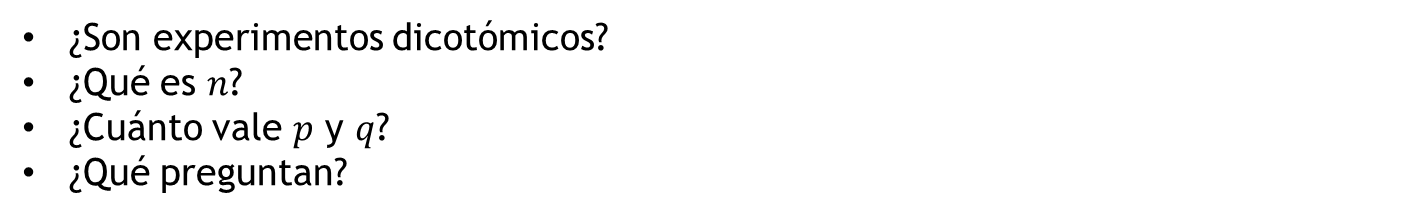 • ¿Son experimentos dicotómicos?
• ¿Qué es n?
• ¿Cuánto vale p y q?
• ¿Qué preguntan?